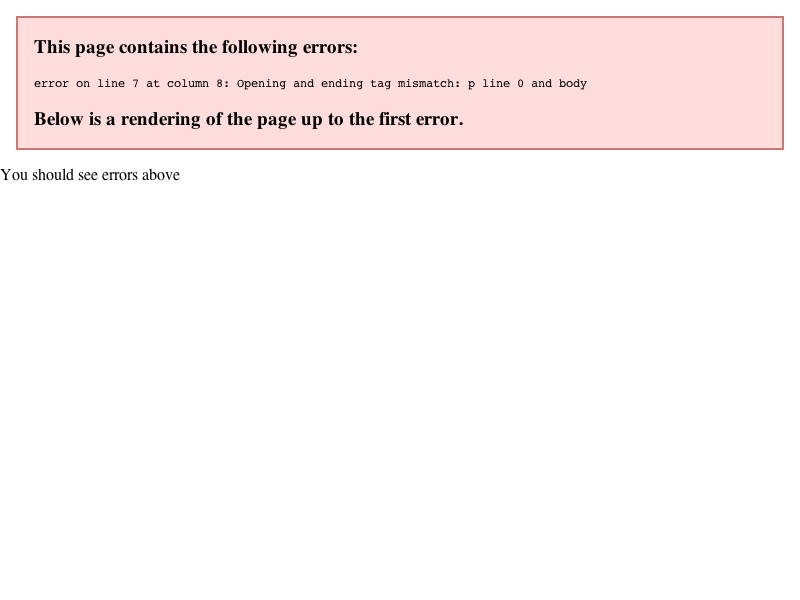 This page contains the following errors:
error on line 7 at column 8: Opening and ending tag mismatch: p line 0 and body
Below is a rendering of the page up to the first error.
You should see errors above